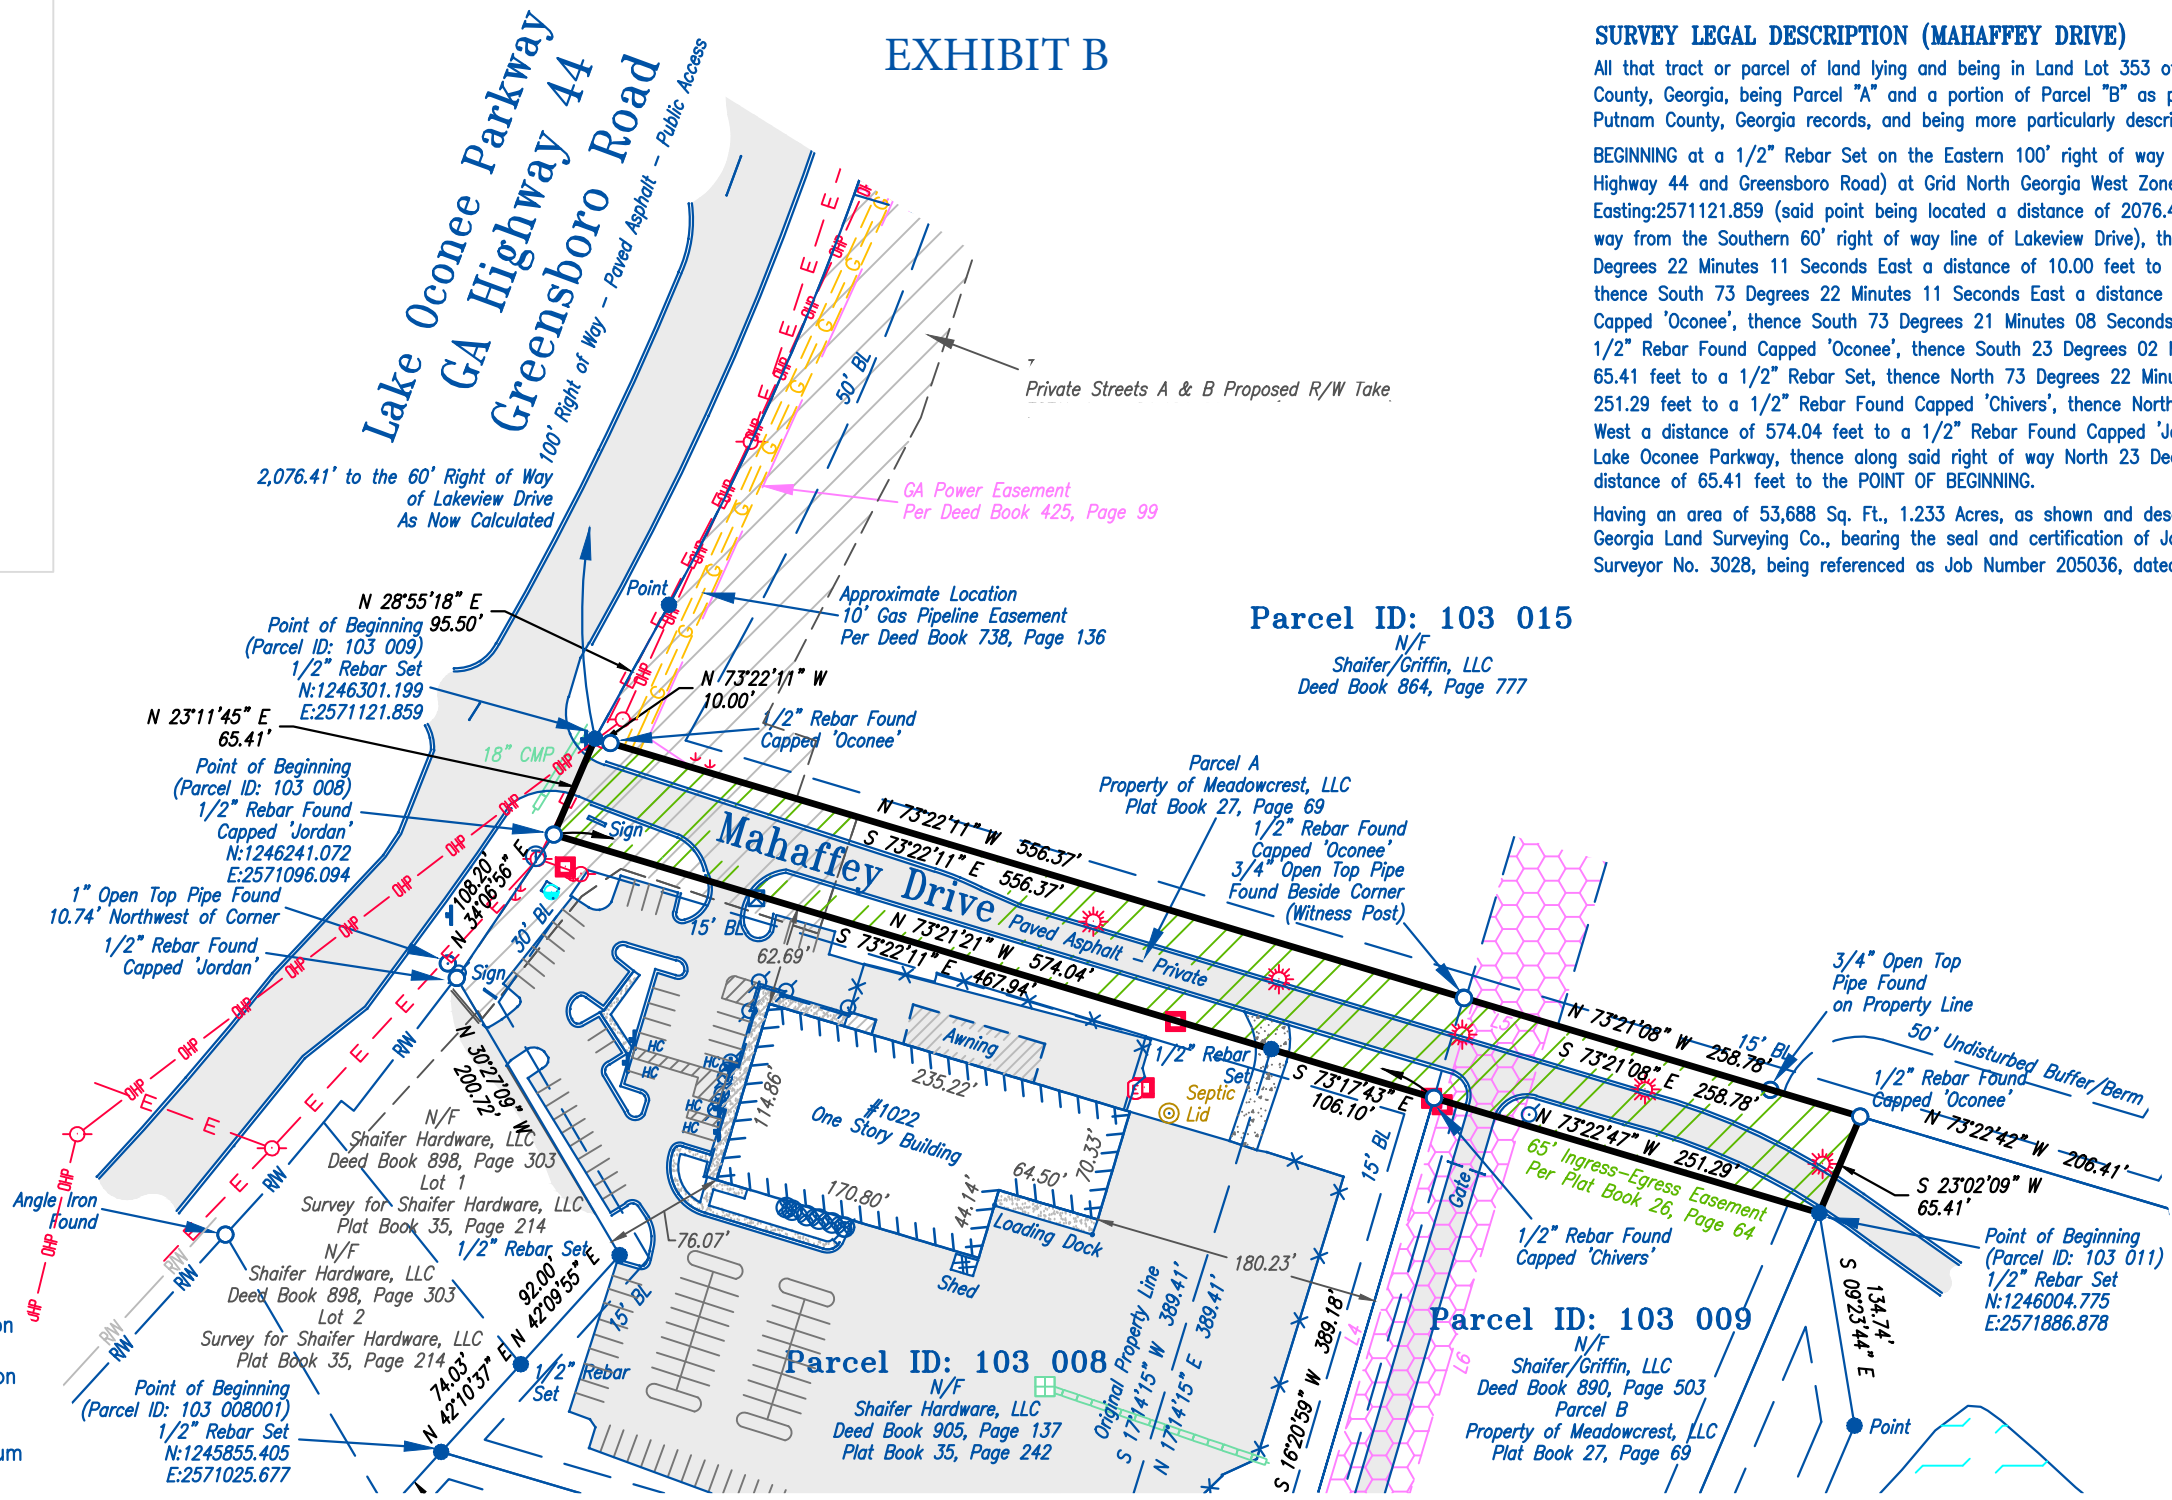 EXHIBIT B
Lake Oconee Parkway
GA Highway 44
Greensboro Road
100' Right of Way - Paved Asphalt - Public Access
SURVEY LEGAL DESCRIPTION (MAHAFFEY DRIVE)
All that tract or parcel of land lying and being in Land Lot 353
County, Georgia, being Parcel "A" and a portion of Parcel "B" as
Putnam County, Georgia records, and being more particularly
BEGINNING at a 1/2" Rebar Set on the Eastern 100' right of way
Highway 44 and Greensboro Road) at Grid North Georgia West Zone
Easting:2571121.859 (said point being located a distance of 2076.4
way from the Southern 60' right of way line of Lakeview Drive),
Degrees 22 Minutes 11 Seconds East a distance of 10.00 feet to
thence South 73 Degrees 22 Minutes 11 Seconds East a distance
Capped 'Oconee', thence South 73 Degrees 21 Minutes 08 Seconds
1/2" Rebar Found Capped 'Oconee', thence South 23 Degrees 02
65.41 feet to a 1/2" Rebar Set, thence North 73 Degrees 22
251.29 feet to a 1/2" Rebar Found Capped 'Chivers', thence North
West a distance of 574.04 feet to a 1/2" Rebar Found Capped
Lake Oconee Parkway, thence along said right of way North 23
distance of 65.41 feet to the POINT OF BEGINNING.
Having an area of 53,688 Sq. Ft., 1.233 Acres, as shown and
Georgia Land Surveying Co., bearing the seal and certification of
Surveyor No. 3028, being referenced as Job Number 205036, dated
50' BL
Private Streets A & B Proposed R/W Take
2,076.41' to the 60' Right of Way
of Lakeview Drive
As Now Calculated
GA Power Easement
Per Deed Book 425, Page 99
Point
Approximate Location
10' Gas Pipeline Easement
Per Deed Book 738, Page 136
N 28°55'18" E
95.50'
Point of Beginning
(Parcel ID: 103 009)
1/2" Rebar Set
N:1246301.199
E:2571121.859
Parcel ID: 103 015
N/F
Shaifer/Griffin, LLC
Deed Book 864, Page 777
N 73°22'11" W
10.00'
1/2" Rebar Found
Capped 'Oconee'
N 23°11'45" E
65.41'
18" CMP
Point of Beginning
(Parcel ID: 103 008)
1/2" Rebar Found
Capped 'Jordan'
N:1246241.072
E:2571096.094
Parcel A
Property of Meadowcrest, LLC
Plat Book 27, Page 69
1/2" Rebar Found
Capped 'Oconee'
3/4" Open Top Pipe
Found Beside Corner
(Witness Post)
Sign
N 73°22'11" W 556.37'
S 73°22'11" E 556.37'
Mahaffey Drive
Paved Asphalt - Private
N 73°21'21" W 574.04'
S 73°22'11" E 467.94'
108.20'
N 34°06'56" E
30' BL
15' BL
62.69'
1" Open Top Pipe Found
10.74' Northwest of Corner
1/2" Rebar Found
Capped 'Jordan'
Sign
3/4" Open Top
Pipe Found
on Property Line
L5
N 73°21'08" W 258.78'
S 73°21'08" E 258.78'
15' BL
50' Undisturbed Buffer/Berm
1/2" Rebar Found
Capped 'Oconee'
N 73°22'42" W 206.41'
N 30°27'09" W
200.72'
HC
HC
HC
HC
HC
Awning
235.22'
114.86'
#1022
One Story Building
1/2" Rebar
Set
Septic
Lid
S 73°17'43" E
106.10'
N 73°22'47" W 251.29'
65' Ingress-Egress Easement
Per Plat Book 26, Page 64
S 23°02'09" W
65.41'
Gate
15' BL
N/F
Shaifer Hardware, LLC
Deed Book 898, Page 303
Lot 1
Survey for Shaifer Hardware, LLC
Plat Book 35, Page 214
Angle Iron
Found
170.80'
44.14'
64.50'
70.33'
Loading Dock
Shed
76.07'
180.23'
1/2" Rebar Found
Capped 'Chivers'
Point of Beginning
(Parcel ID: 103 011)
1/2" Rebar Set
N:1246004.775
E:2571886.878
1/2" Rebar Set
N/F
Shaifer Hardware, LLC
Deed Book 898, Page 303
Lot 2
Survey for Shaifer Hardware, LLC
Plat Book 35, Page 214
92.00'
N 42°09'55" E
15' BL
Original Property Line
S 17°14'15" W 389.41'
N 17°14'15" E 389.41'
S 16°20'59" W 389.18'
L4
L6
134.74'
S 09°23'44" E
Point
74.03'
N 42°10'37" E
1/2" Rebar
Set
Point of Beginning
(Parcel ID: 103 008001)
1/2" Rebar Set
N:1245855.405
E:2571025.677
Parcel ID: 103 008
N/F
Shaifer Hardware, LLC
Deed Book 905, Page 137
Plat Book 35, Page 242
Parcel ID: 103 009
N/F
Shaifer/Griffin, LLC
Deed Book 890, Page 503
Parcel B
Property of Meadowcrest, LLC
Plat Book 27, Page 69